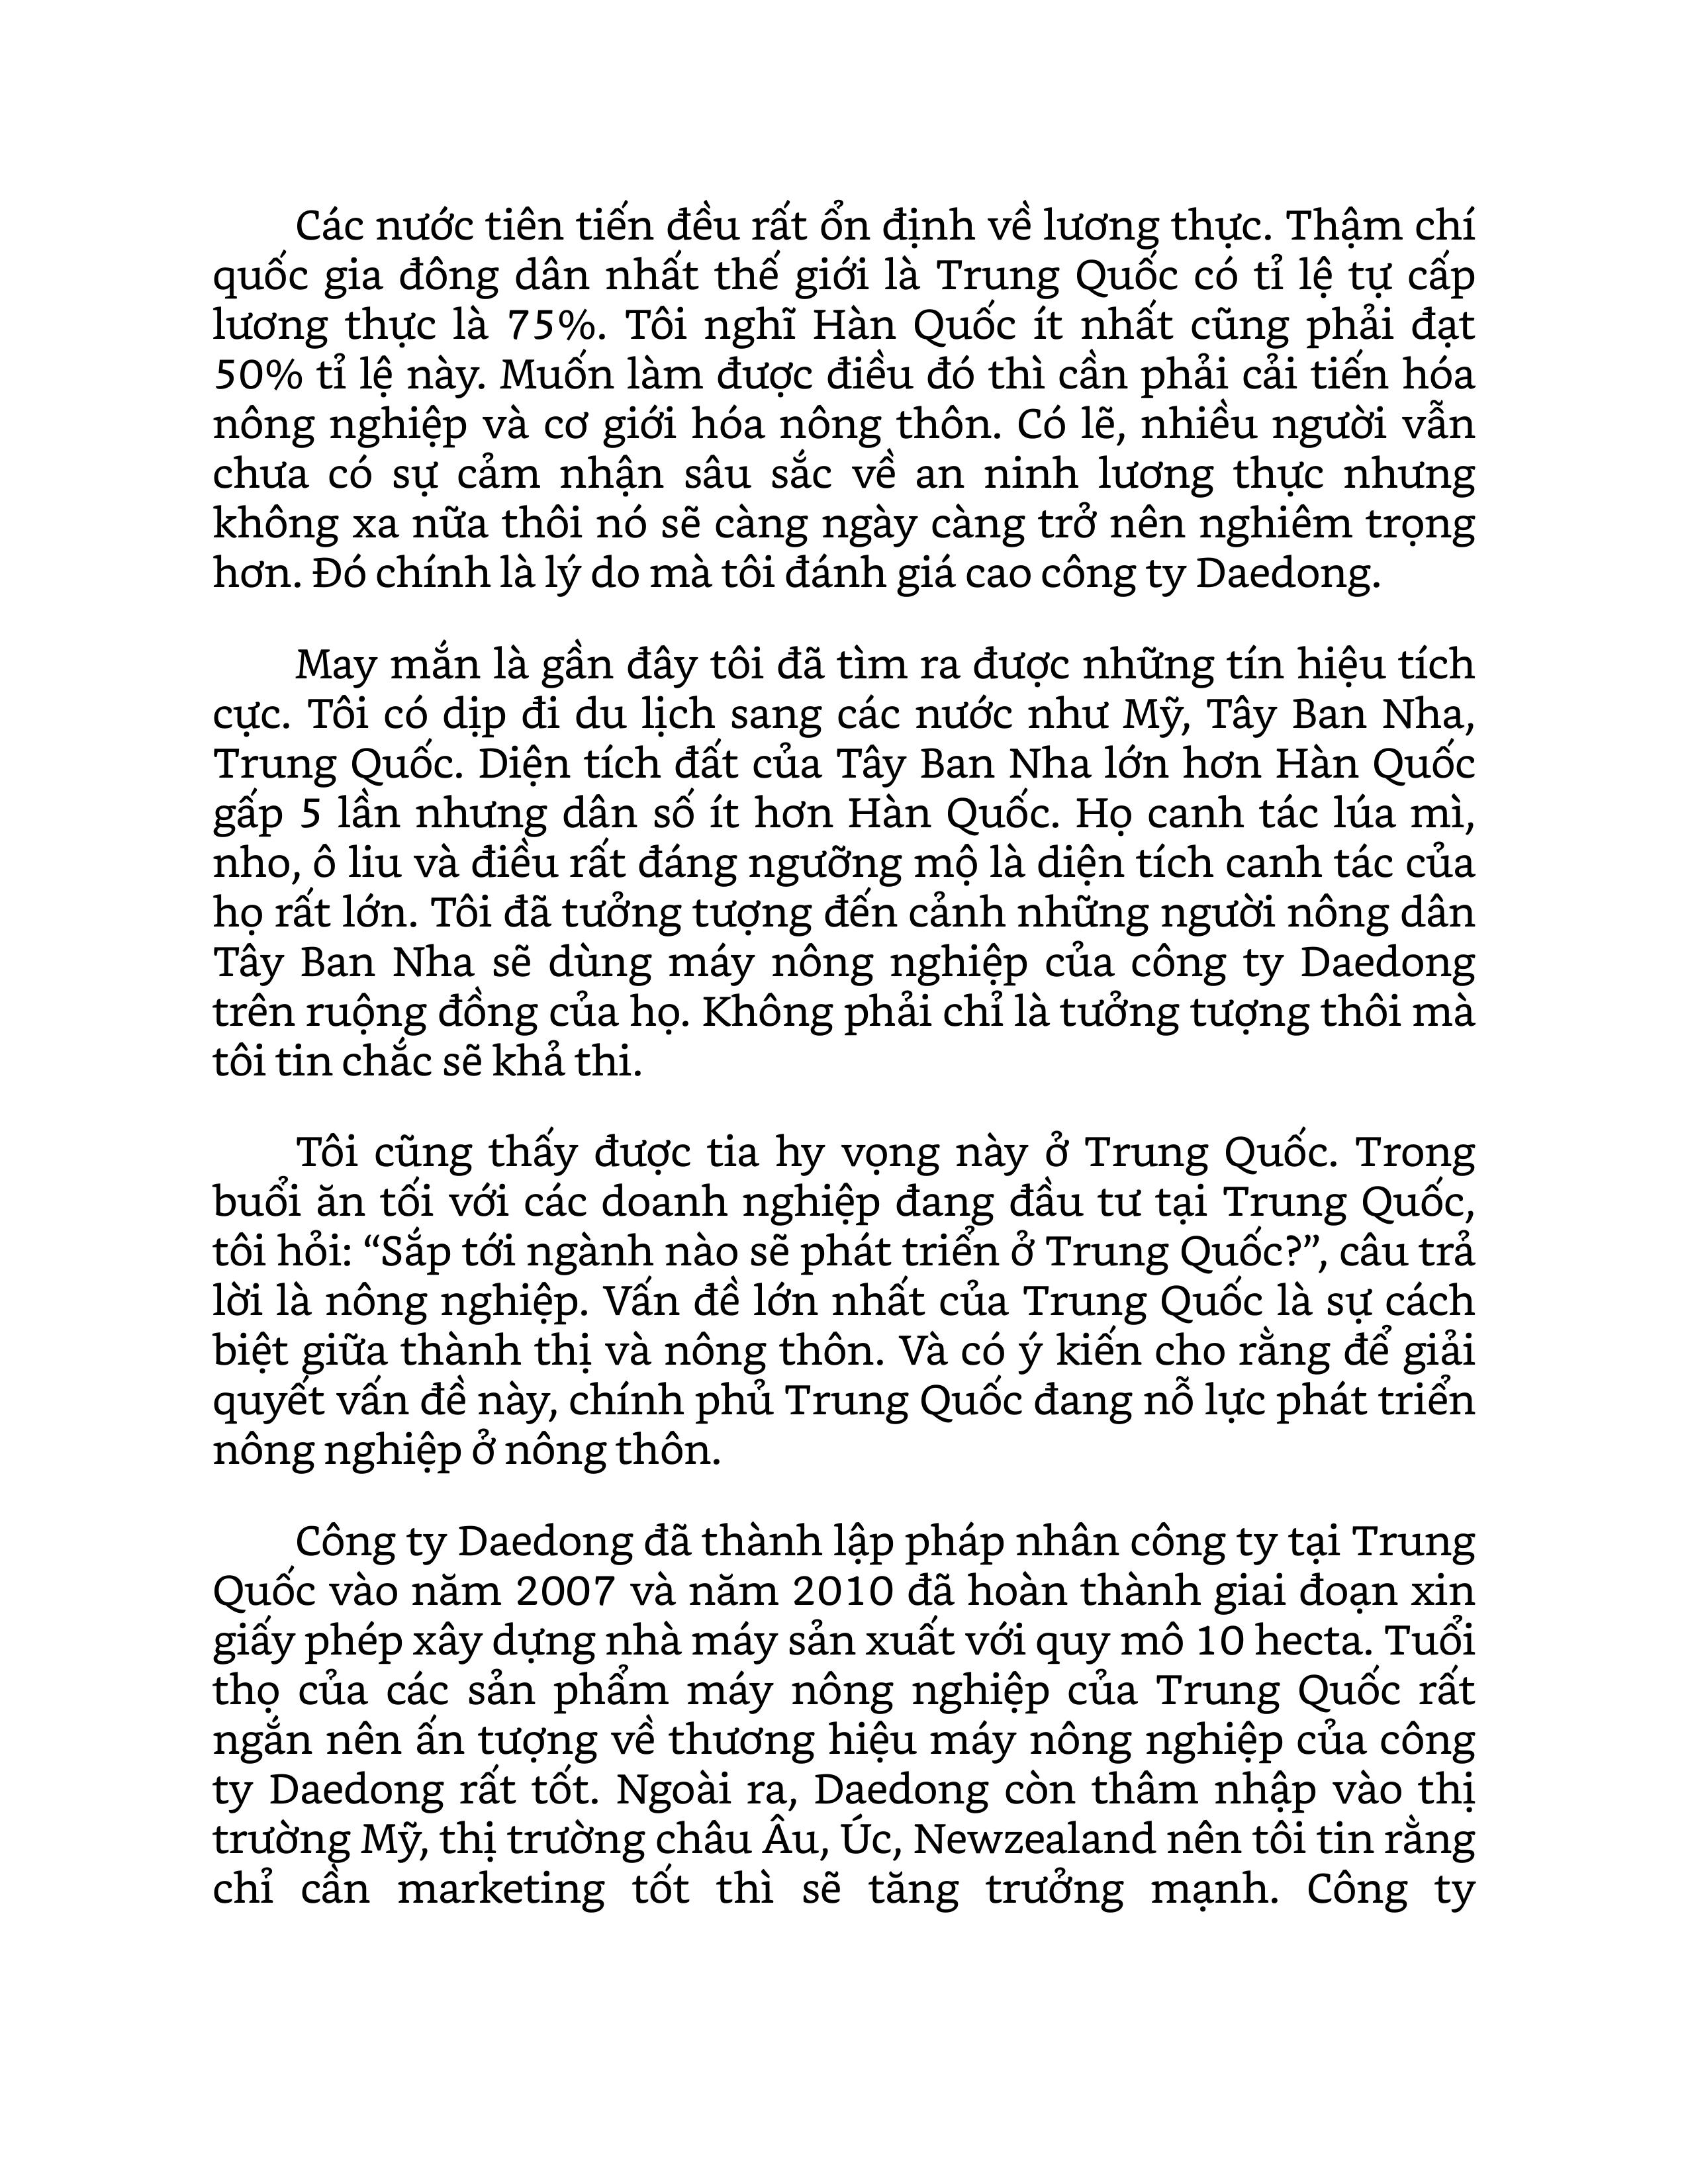 Các nước tiên tiến đều rất ổn định về lương thực. Thậm chí
quốc gia đông dân nhất thế giới là Trung Quốc có tỉ lệ tự cấp
lương thực là 75%. Tôi nghĩ Hàn Quốc ít nhất cũng phải đạt
50% tỉ lệ này. Muốn làm được điều đó thì cần phải cải tiến hóa
nông nghiệp và cơ giới hóa nông thôn. Có lẽ, nhiều người vẫn
chưa có sự cảm nhận sâu sắc về an ninh lương thực nhưng
không xa nữa thôi nó sẽ càng ngày càng trở nên nghiêm trọng
hơn. Đó chính là lý do mà tôi đánh giá cao công ty Daedong.
May mắn là gần đây tôi đã tìm ra được những tín hiệu tích
cực. Tôi có dịp đi du lịch sang các nước như Mỹ, Tây Ban Nha,
Trung Quốc. Diện tích đất của Tây Ban Nha lớn hơn Hàn Quốc
gấp 5 lần nhưng dân số ít hơn Hàn Quốc. Họ canh tác lúa mì,
nho, ô liu và điều rất đáng ngưỡng mộ là diện tích canh tác của
họ rất lớn. Tôi đã tưởng tượng đến cảnh những người nông dân
Tây Ban Nha sẽ dùng máy nông nghiệp của công ty Daedong
trên ruộng đồng của họ. Không phải chỉ là tưởng tượng thôi mà
tôi tin chắc sẽ khả thi.
Tôi cũng thấy được tia hy vọng này ở Trung Quốc. Trong
buổi ăn tối với các doanh nghiệp đang đầu tư tại Trung Quốc,
tôi hỏi: “Sắp tới ngành nào sẽ phát triển ở Trung Quốc?”, câu trả
lời là nông nghiệp. Vấn đề lớn nhất của Trung Quốc là sự cách
biệt giữa thành thị và nông thôn. Và có ý kiến cho rằng để giải
quyết vấn đề này, chính phủ Trung Quốc đang nỗ lực phát triển
nông nghiệp ở nông thôn.
Công ty Daedong đã thành lập pháp nhân công ty tại Trung
Quốc vào năm 2007 và năm 2010 đã hoàn thành giai đoạn xin
giấy phép xây dựng nhà máy sản xuất với quy mô 10 hecta. Tuổi
thọ của các sản phẩm máy nông nghiệp của Trung Quốc rất
ngắn nên ấn tượng về thương hiệu máy nông nghiệp của công
ty Daedong rất tốt. Ngoài ra, Daedong còn thâm nhập vào thị
trường Mỹ, thị trường châu Âu, Úc, Newzealand nên tôi tin rằng
chỉ cần marketing tốt thì sẽ tăng trưởng mạnh. Công ty